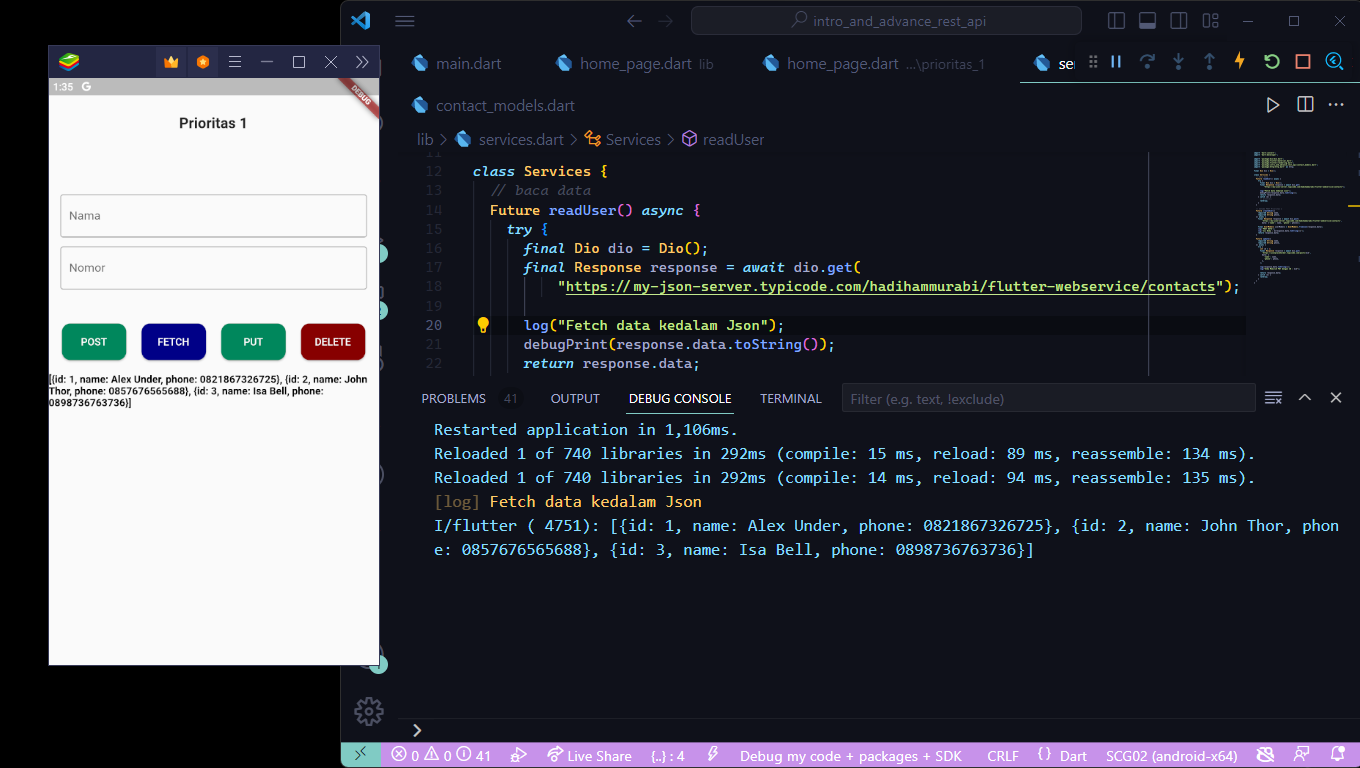 intro_and_advance_rest_api
main.dart
home_page.dart lib
home_page.dart ...\prioritas_1
contact_models.dart
lib > services.dart > Services > readUser
12 class Services {
13 // baca data
14 Future readUser() async {
15 try {
16 final Dio dio = Dio();
17 final Response response = await dio.get(
18 "https://my-json-server.typicode.com/hadihammurabi/flutter-webservice/contacts");
19
20 log("Fetch data kedalam Json");
21 debugPrint(response.data.toString());
22 return response.data;
PROBLEMS 41 OUTPUT DEBUG CONSOLE TERMINAL Filter (e.g. text, !exclude)
Restarted application in 1,106ms.
Reloaded 1 of 740 libraries in 292ms (compile: 15 ms, reload: 89 ms, reassemble: 134 ms).
Reloaded 1 of 740 libraries in 292ms (compile: 14 ms, reload: 94 ms, reassemble: 135 ms).
[log] Fetch data kedalam Json
I/flutter ( 4751): [{id: 1, name: Alex Under, phone: 0821867326725}, {id: 2, name: John Thor, phon
e: 0857676565688}, {id: 3, name: Isa Bell, phone: 0898736763736}]
0 0 41 Live Share {..} : 4 Debug my code + packages + SDK CRLF { } Dart SCG02 (android-x64)
1:35 G
DEBUG
Prioritas 1
Nama
Nomor
POST FETCH PUT DELETE
[{id: 1, name: Alex Under, phone: 0821867326725}, {id: 2, name: John
Thor, phone: 0857676565688}, {id: 3, name: Isa Bell, phone:
0898736763736}]